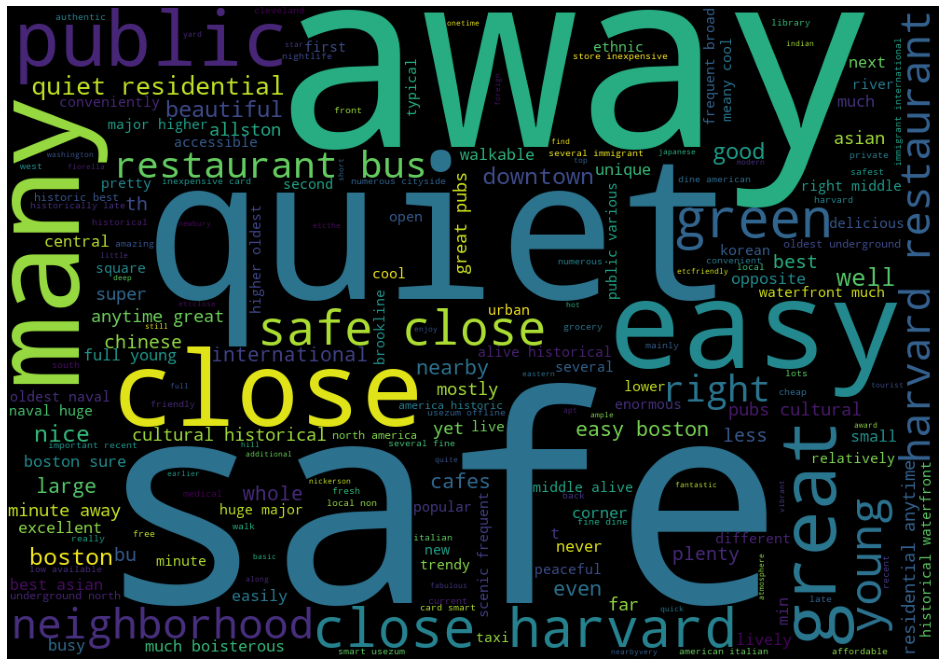 away
public
many
quiet
safe
easy
close
great
safe close
close harvard
neighborhood
harvard restaurant
restaurant bus
green
young
right
boston
quiet residential
beautiful
downtown
good
well
nice
large
authentic
cleveland
star
nightlife
yard
onetime
store inexpensive
foreign
library
indian
ethnic
first
typical
front
conveniently
major higher
allston
accessible
frequent broad
meany cool
next
river
much
asian
private
safest
immigrant international
walkable
unique
find
several immigrant
japanese
top
modern
dine american
right middle
harvard
delicious
west
washington
fiorello
pretty
inexpensive card
second
short
numerous cityside
historic best
historically late
historical
newbury
etcthe
th
open
great pubs
numerous
public various
korean
oldest underground
central
amazing
little
deep
square
super
higher oldest
cool
etcfriendly
local
convenient
best
opposite
waterfront much
anytime great
still
etcclose
chinese
full young
international
brookline
enjoy
urban
hot
grocery
alive historical
several
mainly
lots
south
oldest naval
naval huge
full
friendly
nearby
mostly
eastern
lower
enormous
cheap
tourist
pubs cultural
america historic
usezum offline
yet
live
apt
ample
award
small
cultural historical
north america
several fine
easy boston
less
relatively
important recent
hill
additional
boston sure
earlier
nickerson
quite
whole
medical
fresh
local non
cafes
middle alive
back
fantastic
vibrant
recent
minute away
huge major
popular
corner
fine dine
excellent
really
free
walk
scenic frequent
t
never
different
plenty
atmosphere
residential anytime
historical waterfront
bu
minute
italian
new
trendy
low available
basic
peaceful
even
best asian
underground north
easily
along
fabulous
current
card smart
far
min
late
busy
much boisterous
smart usezum
taxi
quick
nearbyvery
american italian
lively
affordable